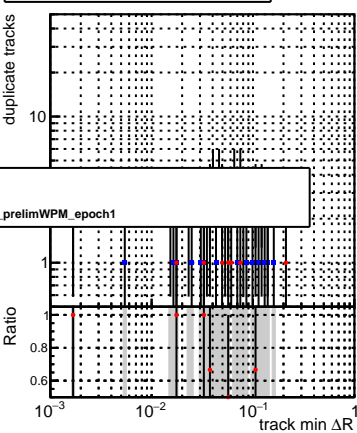 duplicate tracks
10
_prelimWPM_epoch1
1
Ratio
1
0.8
0.6
10⁻³
10⁻²
10⁻¹
1
track min ΔR